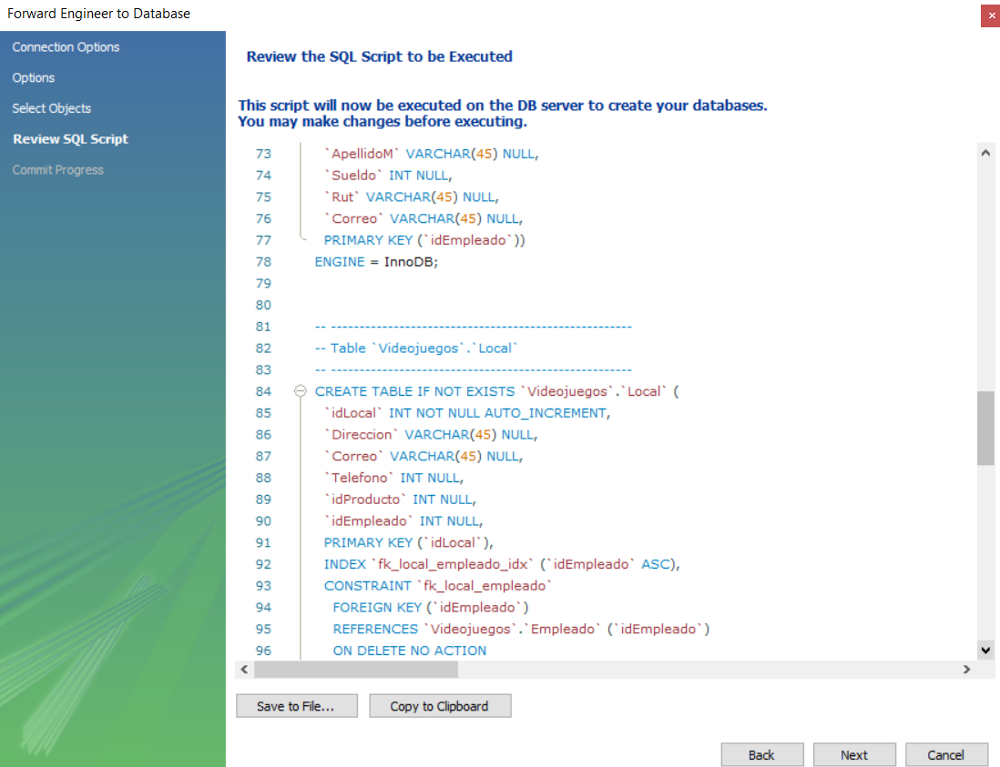 Forward Engineer to Database
Connection Options
Options
Select Objects
Review SQL Script
Commit Progress
Review the SQL Script to be Executed
This script will now be executed on the DB server to create your databases.
You may make changes before executing.
73 `ApellidoM` VARCHAR(45) NULL,
74 `Sueldo` INT NULL,
75 `Rut` VARCHAR(45) NULL,
76 `Correo` VARCHAR(45) NULL,
77 PRIMARY KEY (`idEmpleado`))
78 ENGINE = InnoDB;
79
80
81 -- -----------------------------------------------------
82 -- Table `Videojuegos`.`Local`
83 -- -----------------------------------------------------
84 CREATE TABLE IF NOT EXISTS `Videojuegos`.`Local` (
85 `idLocal` INT NOT NULL AUTO_INCREMENT,
86 `Direccion` VARCHAR(45) NULL,
87 `Correo` VARCHAR(45) NULL,
88 `Telefono` INT NULL,
89 `idProducto` INT NULL,
90 `idEmpleado` INT NULL,
91 PRIMARY KEY (`idLocal`),
92 INDEX `fk_local_empleado_idx` (`idEmpleado` ASC),
93 CONSTRAINT `fk_local_empleado`
94 FOREIGN KEY (`idEmpleado`)
95 REFERENCES `Videojuegos`.`Empleado` (`idEmpleado`)
96 ON DELETE NO ACTION
Save to File...
Copy to Clipboard
Back
Next
Cancel